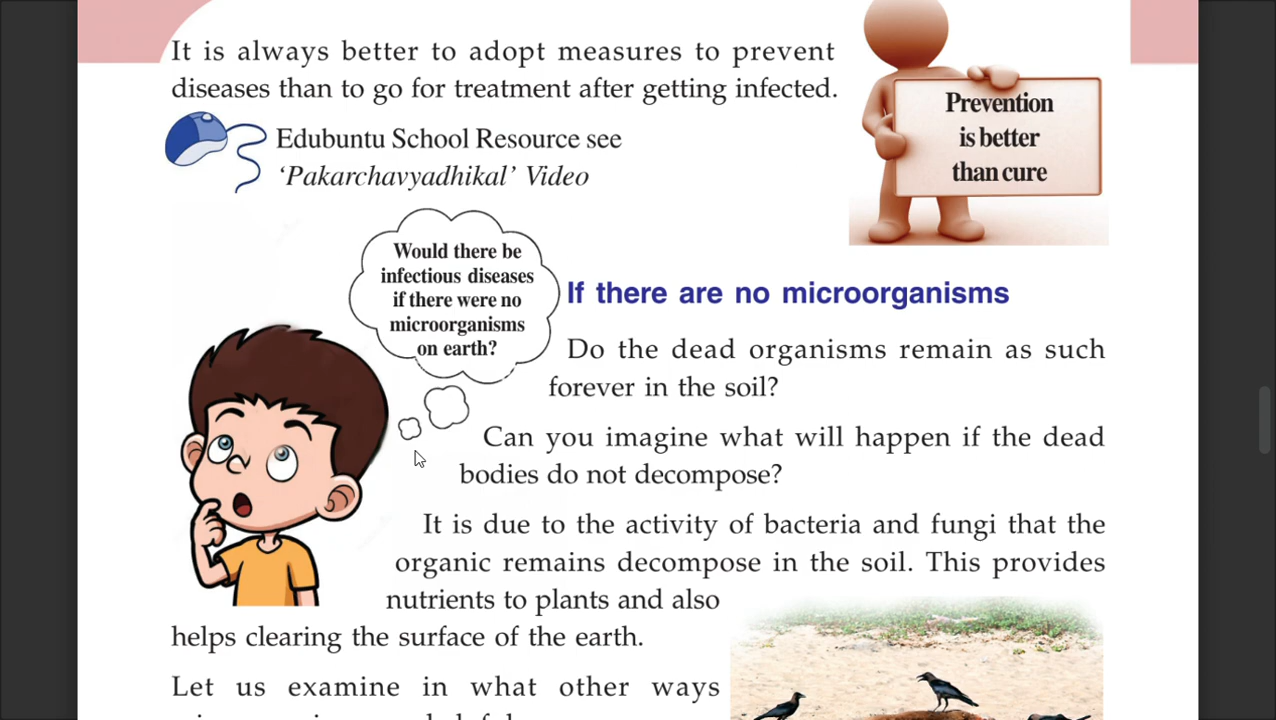 It is always better to adopt measures to prevent
diseases than to go for treatment after getting infected.
Prevention
is better
than cure
Edubuntu School Resource see
‘Pakarchavyadhikal’ Video
Would there be
infectious diseases
if there were no
microorganisms
on earth?
If there are no microorganisms
Do the dead organisms remain as such
forever in the soil?
Can you imagine what will happen if the dead
bodies do not decompose?
It is due to the activity of bacteria and fungi that the
organic remains decompose in the soil. This provides
nutrients to plants and also
helps clearing the surface of the earth.
Let us examine in what other ways